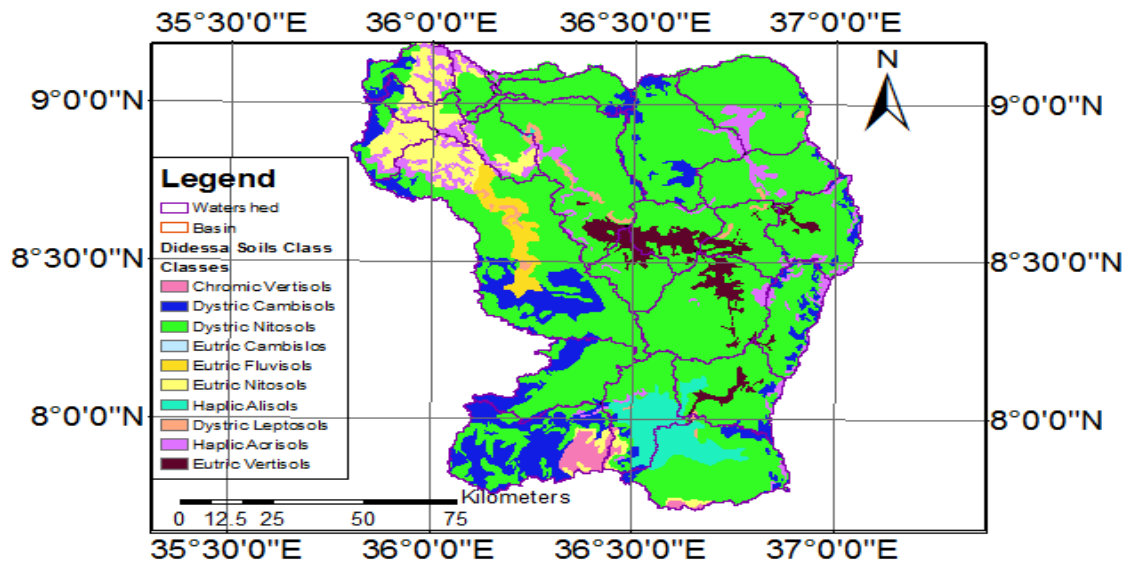 35°30'0"E 36°0'0"E 36°30'0"E 37°0'0"E
N
9°0'0"N 9°0'0"N
Legend
Watershed
Basin
Didessa Soils Class
8°30'0"N 8°30'0"N
Classes
Chromic Vertisols
Dystric Cambisols
Dystric Nitosols
Eutric Cambislos
Eutric Fluvisols
Eutric Nitosols
Haplic Alisols
8°0'0"N 8°0'0"N
Dystric Leptosols
Haplic Acrisols
Eutric Vertisols
Kilometers
0 12.5 25 50 75
35°30'0"E 36°0'0"E 36°30'0"E 37°0'0"E